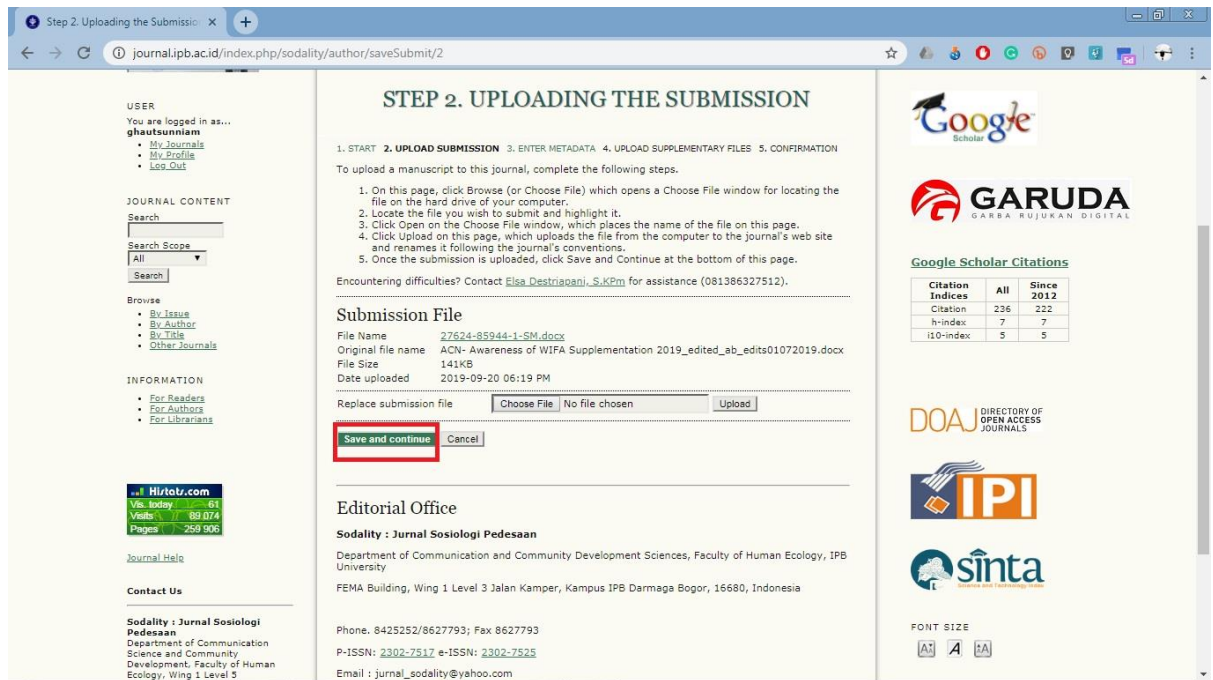 Step 2. Uploading the Submissio
journal.ipb.ac.id/index.php/sodality/author/saveSubmit/2
5d
USER
You are logged in as...
ghautsunniam
My Journals
My Profile
Log Out
JOURNAL CONTENT
Search
Search Scope
All
Search
Browse
By Issue
By Author
By Title
Other Journals
INFORMATION
For Readers
For Authors
For Librarians
Histats.com
Vis. today 61
Visits 89 074
Pages 259 906
Journal Help
Contact Us
Sodality : Jurnal Sosiologi
Pedesaan
Department of Communication
Science and Community
Development, Faculty of Human
Ecology, Wing 1 Level 5
STEP 2. UPLOADING THE SUBMISSION
1. START 2. UPLOAD SUBMISSION 3. ENTER METADATA 4. UPLOAD SUPPLEMENTARY FILES 5. CONFIRMATION
To upload a manuscript to this journal, complete the following steps.
1. On this page, click Browse (or Choose File) which opens a Choose File window for locating the
file on the hard drive of your computer.
2. Locate the file you wish to submit and highlight it.
3. Click Open on the Choose File window, which places the name of the file on this page.
4. Click Upload on this page, which uploads the file from the computer to the journal's web site
and renames it following the journal's conventions.
5. Once the submission is uploaded, click Save and Continue at the bottom of this page.
Encountering difficulties? Contact Elsa Destriapani, S.KPm for assistance (081386327512).
Submission File
File Name 27624-85944-1-SM.docx
Original file name ACN- Awareness of WIFA Supplementation 2019_edited_ab_edits01072019.docx
File Size 141KB
Date uploaded 2019-09-20 06:19 PM
Replace submission file Choose File No file chosen Upload
Save and continue Cancel
Editorial Office
Sodality : Jurnal Sosiologi Pedesaan
Department of Communication and Community Development Sciences, Faculty of Human Ecology, IPB
University
FEMA Building, Wing 1 Level 3 Jalan Kamper, Kampus IPB Darmaga Bogor, 16680, Indonesia
Phone. 8425252/8627793; Fax 8627793
P-ISSN: 2302-7517 e-ISSN: 2302-7525
Email : jurnal_sodality@yahoo.com
Google
Scholar
GARUDA
GARBA RUJUKAN DIGITAL
Google Scholar Citations
Citation Indices All Since 2012
Citation 236 222
h-index 7 7
i10-index 5 5
DOAJ DIRECTORY OF
OPEN ACCESS
JOURNALS
IPI
sinta
Science and Technology Index
FONT SIZE
A A A